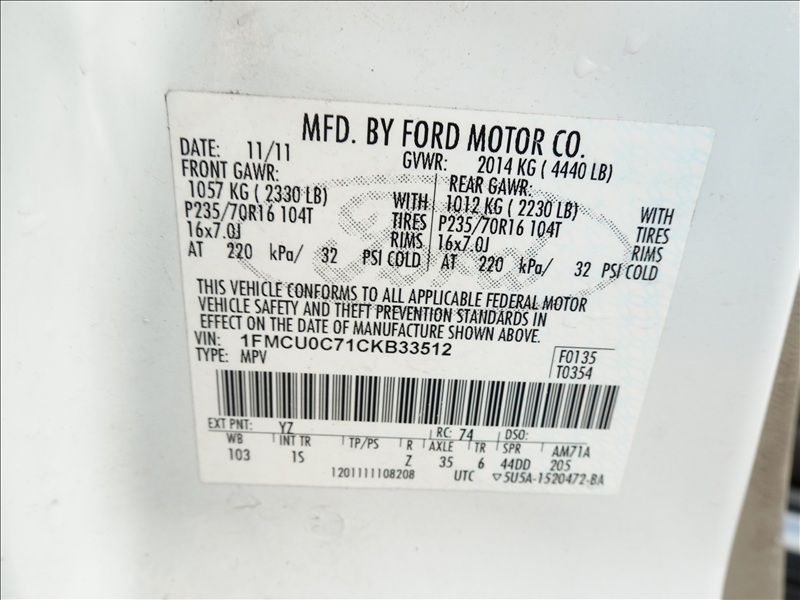 MFD. BY FORD MOTOR CO.
DATE: 11/11 GVWR: 2014 KG ( 4440 LB)
FRONT GAWR: REAR GAWR:
1057 KG ( 2330 LB) WITH 1012 KG ( 2230 LB) WITH
P235/70R16 104T TIRES P235/70R16 104T TIRES
16x7.0J RIMS 16x7.0J RIMS
AT 220 kPa/ 32 PSI COLD AT 220 kPa/ 32 PSI COLD
THIS VEHICLE CONFORMS TO ALL APPLICABLE FEDERAL MOTOR
VEHICLE SAFETY AND THEFT PREVENTION STANDARDS IN
EFFECT ON THE DATE OF MANUFACTURE SHOWN ABOVE.
VIN: 1FMCU0C71CKB33512 F0135
TYPE: MPV T0354
EXT PNT: YZ RC: 74 DSO:
WB INT TR TP/PS R AXLE TR SPR AM71A
103 1S Z 35 6 44DD 205
1201111108208 UTC ▽5U5A-1520472-BA
Ford